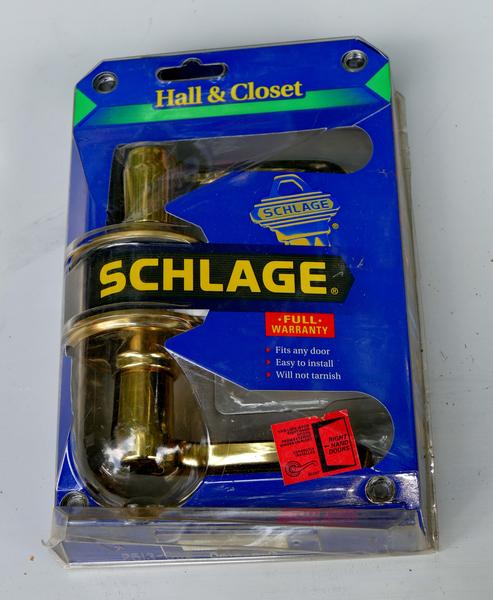 Hall & Closet
SCHLAGE
®
SCHLAGE®
·FULL·
WARRANTY
Fits any door
Easy to install
Will not tarnish
RIGHT-
HAND
DOORS